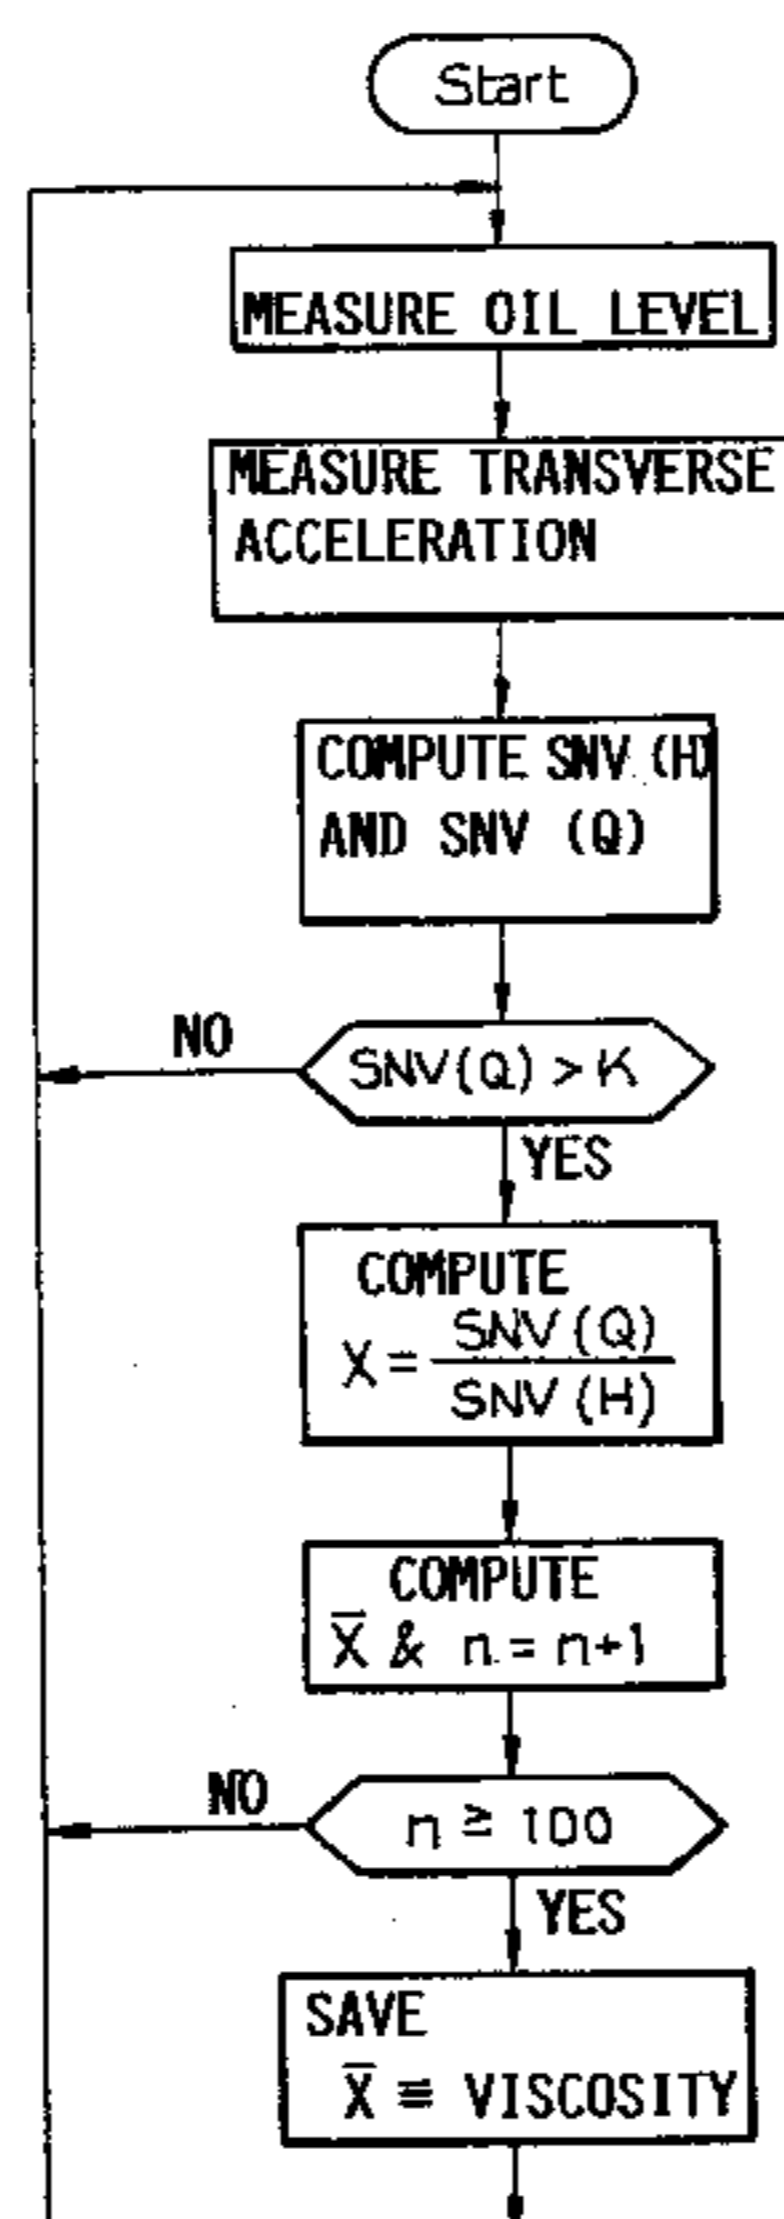 Start
MEASURE OIL LEVEL
MEASURE TRANSVERSE
ACCELERATION
COMPUTE SNV (H)
AND SNV (Q)
NO
SNV(Q) > K
YES
COMPUTE
X = SNV (Q)
SNV (H)
COMPUTE
X̅ & n = n+1
NO
n ≥ 100
YES
SAVE
X̅ ≡ VISCOSITY